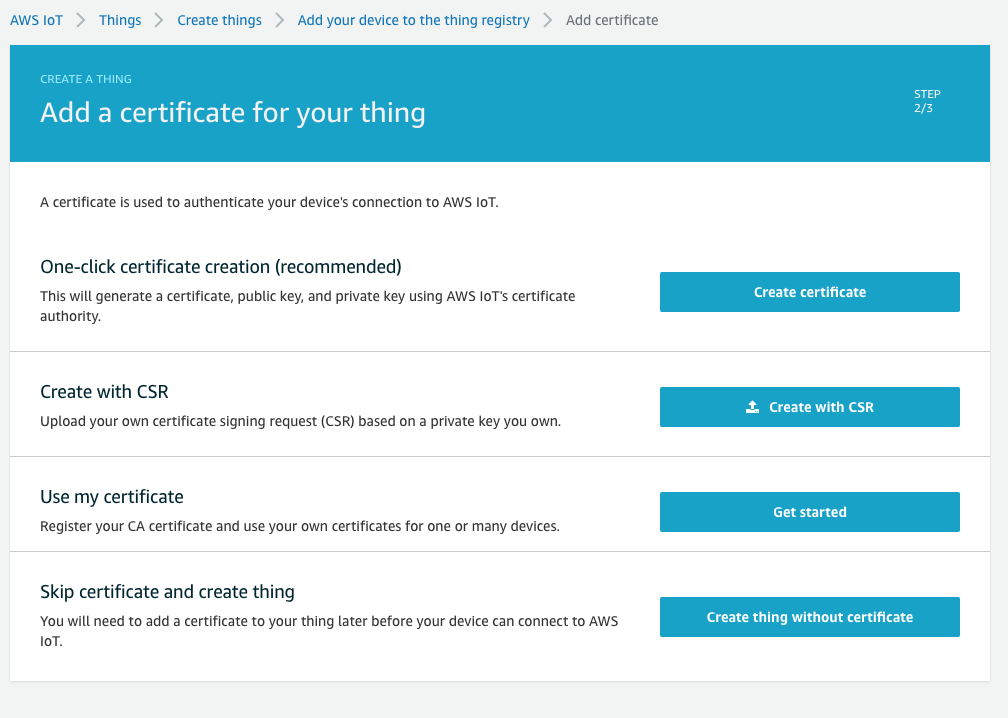 AWS IoT Things Create things Add your device to the thing registry Add certificate
CREATE A THING
Add a certificate for your thing
STEP
2/3
A certificate is used to authenticate your device's connection to AWS IoT.
One-click certificate creation (recommended)
This will generate a certificate, public key, and private key using AWS IoT's certificate
authority.
Create certificate
Create with CSR
Upload your own certificate signing request (CSR) based on a private key you own.
Create with CSR
Use my certificate
Register your CA certificate and use your own certificates for one or many devices.
Get started
Skip certificate and create thing
You will need to add a certificate to your thing later before your device can connect to AWS
IoT.
Create thing without certificate